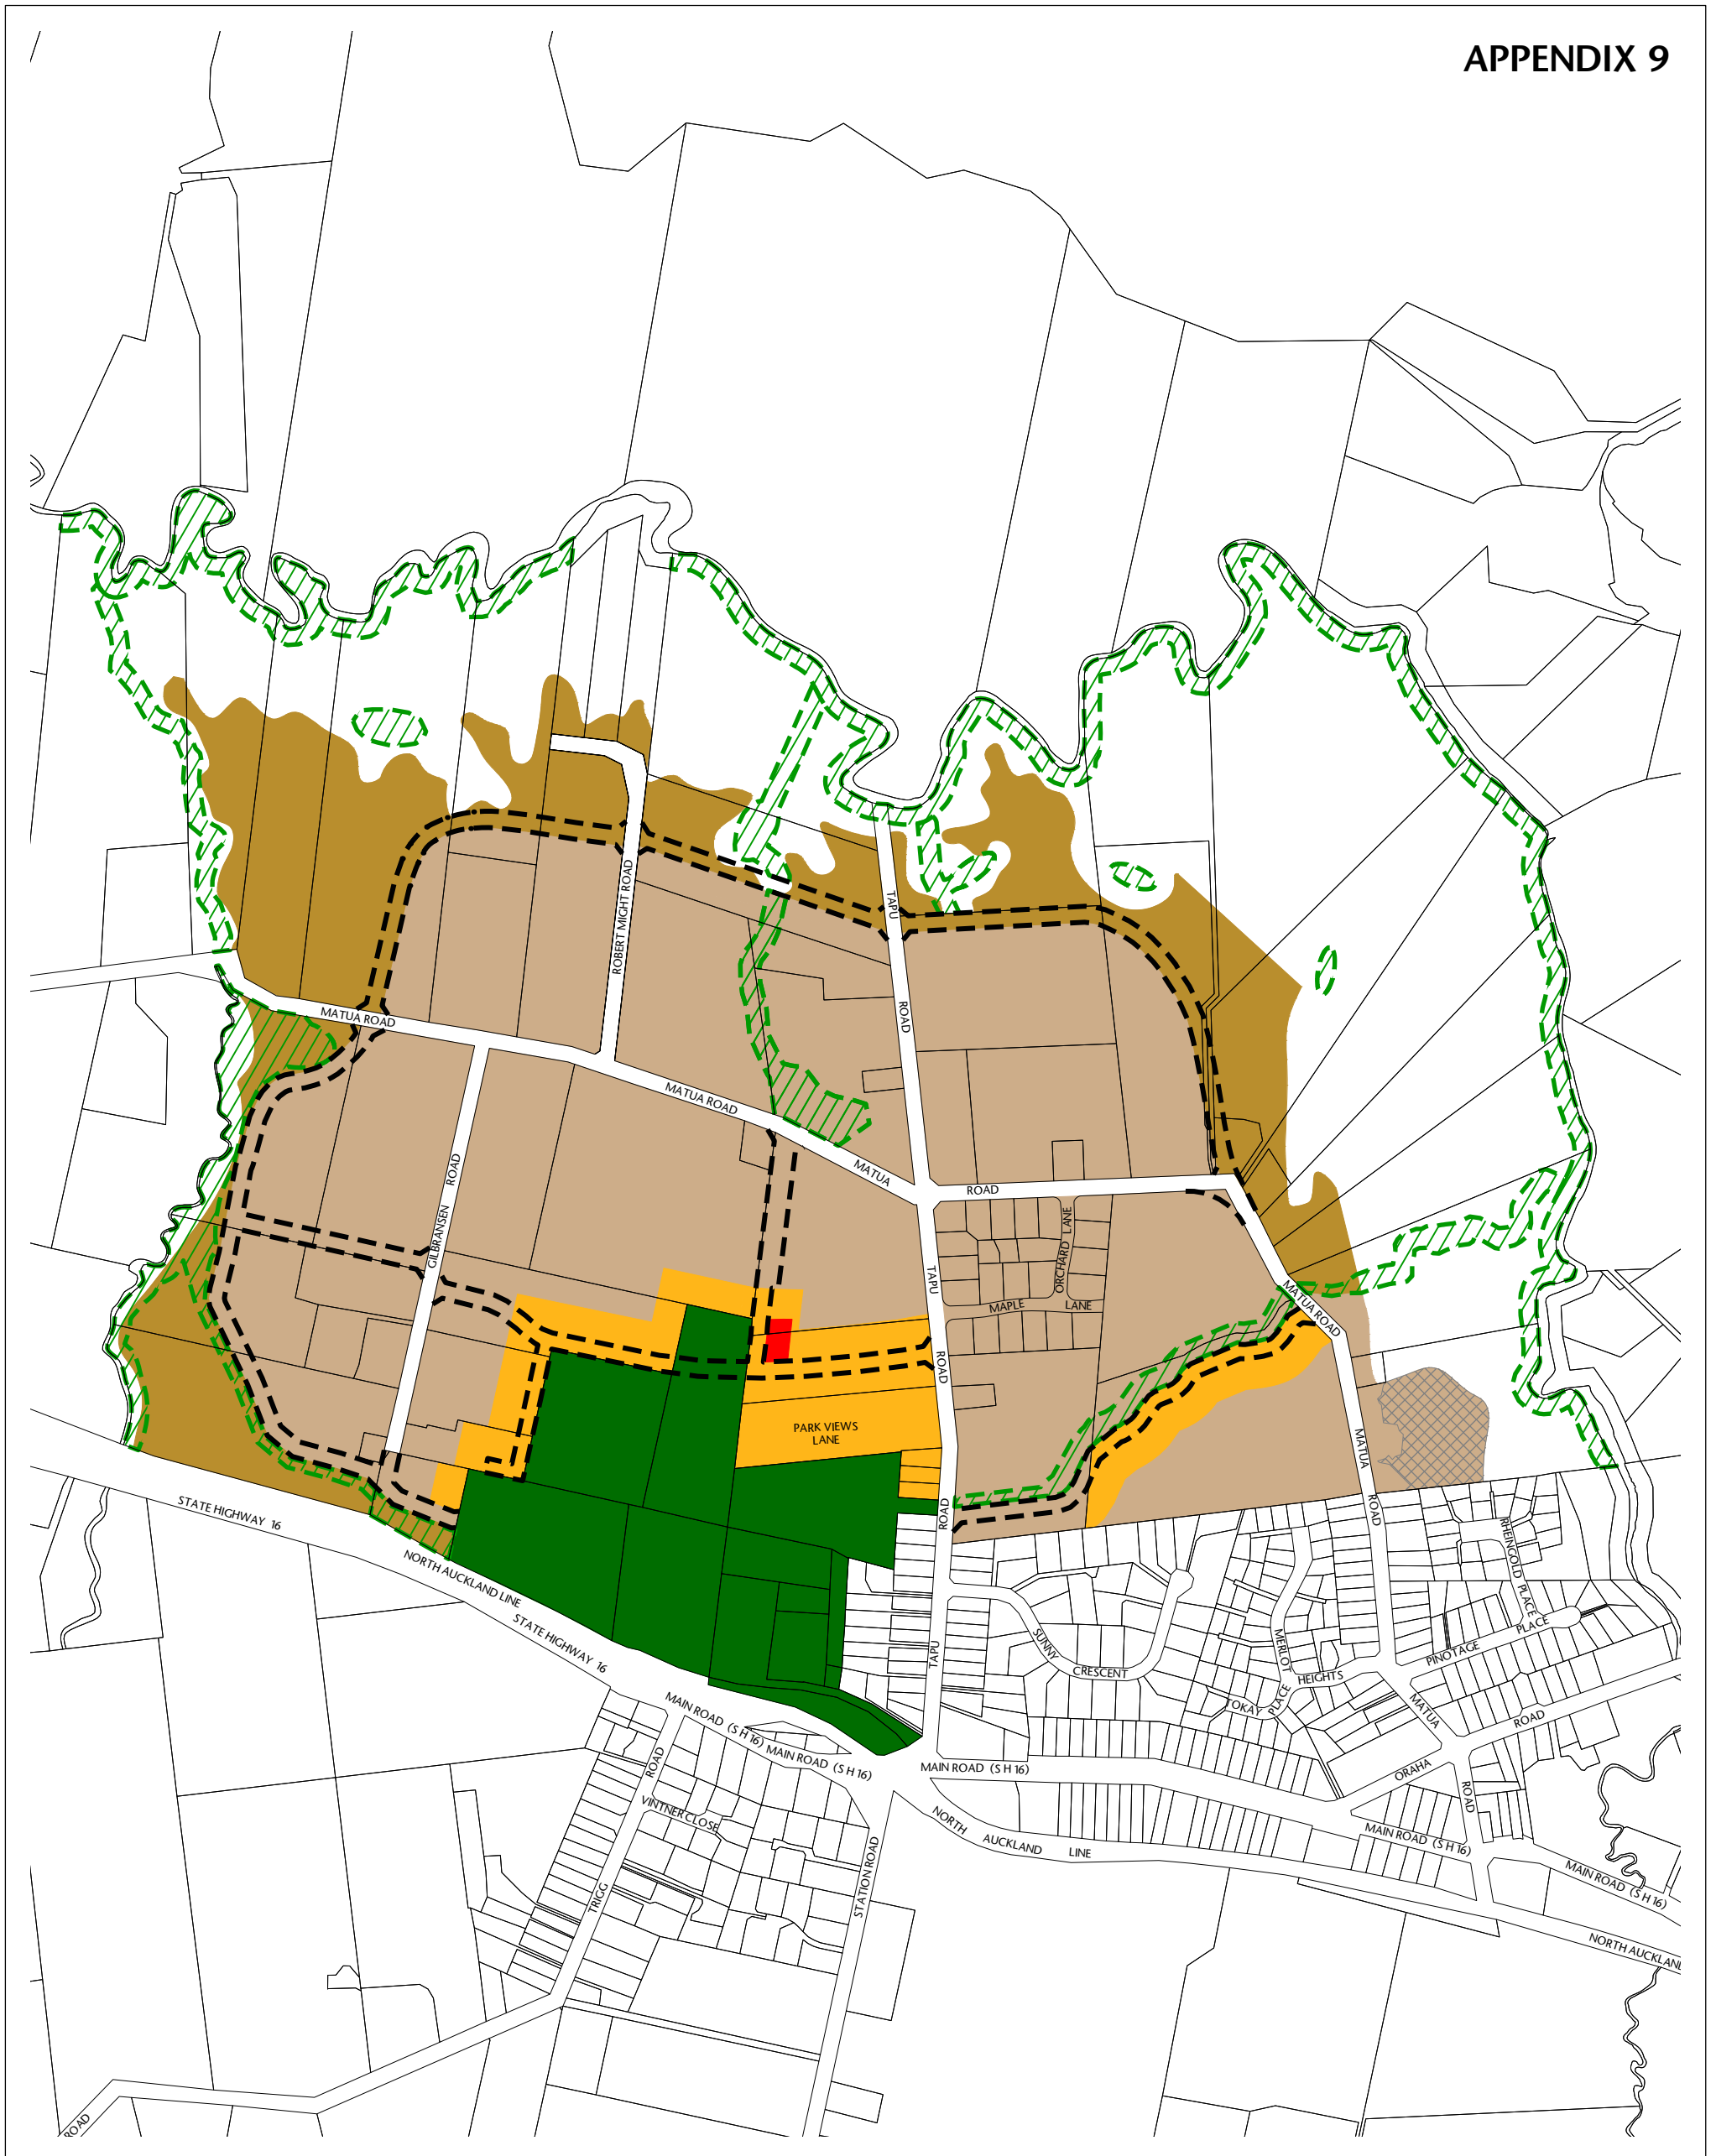 APPENDIX 9
TAPU
ROBERT MIGHT ROAD
ROAD
MATUA ROAD
MATUA ROAD
MATUA
ROAD
GILBRANSEN
ROAD
ORCHARD
LANE
TAPU
MAPLE
LANE
MATUA ROAD
ROAD
PARK VIEWS
LANE
MATUA
ROAD
ROAD
STATE HIGHWAY 16
NORTH AUCKLAND LINE
STATE HIGHWAY 16
RHEINGOLD
PLACE
PINOTAGE
PLACE
MERLOT
HEIGHTS
TOKAY
PLACE
SUNNY
CRESCENT
TAPU
MATUA
ROAD
ORAHA
ROAD
MAIN ROAD (S H 16)
MAIN ROAD (S H 16)
MAIN ROAD (S H 16)
ROAD
VINTNER CLOSE
TRIGG
STATION ROAD
NORTH
AUCKLAND
LINE
MAIN ROAD (S H 16)
MAIN ROAD (S H 16)
NORTH AUCKLAND
ROAD